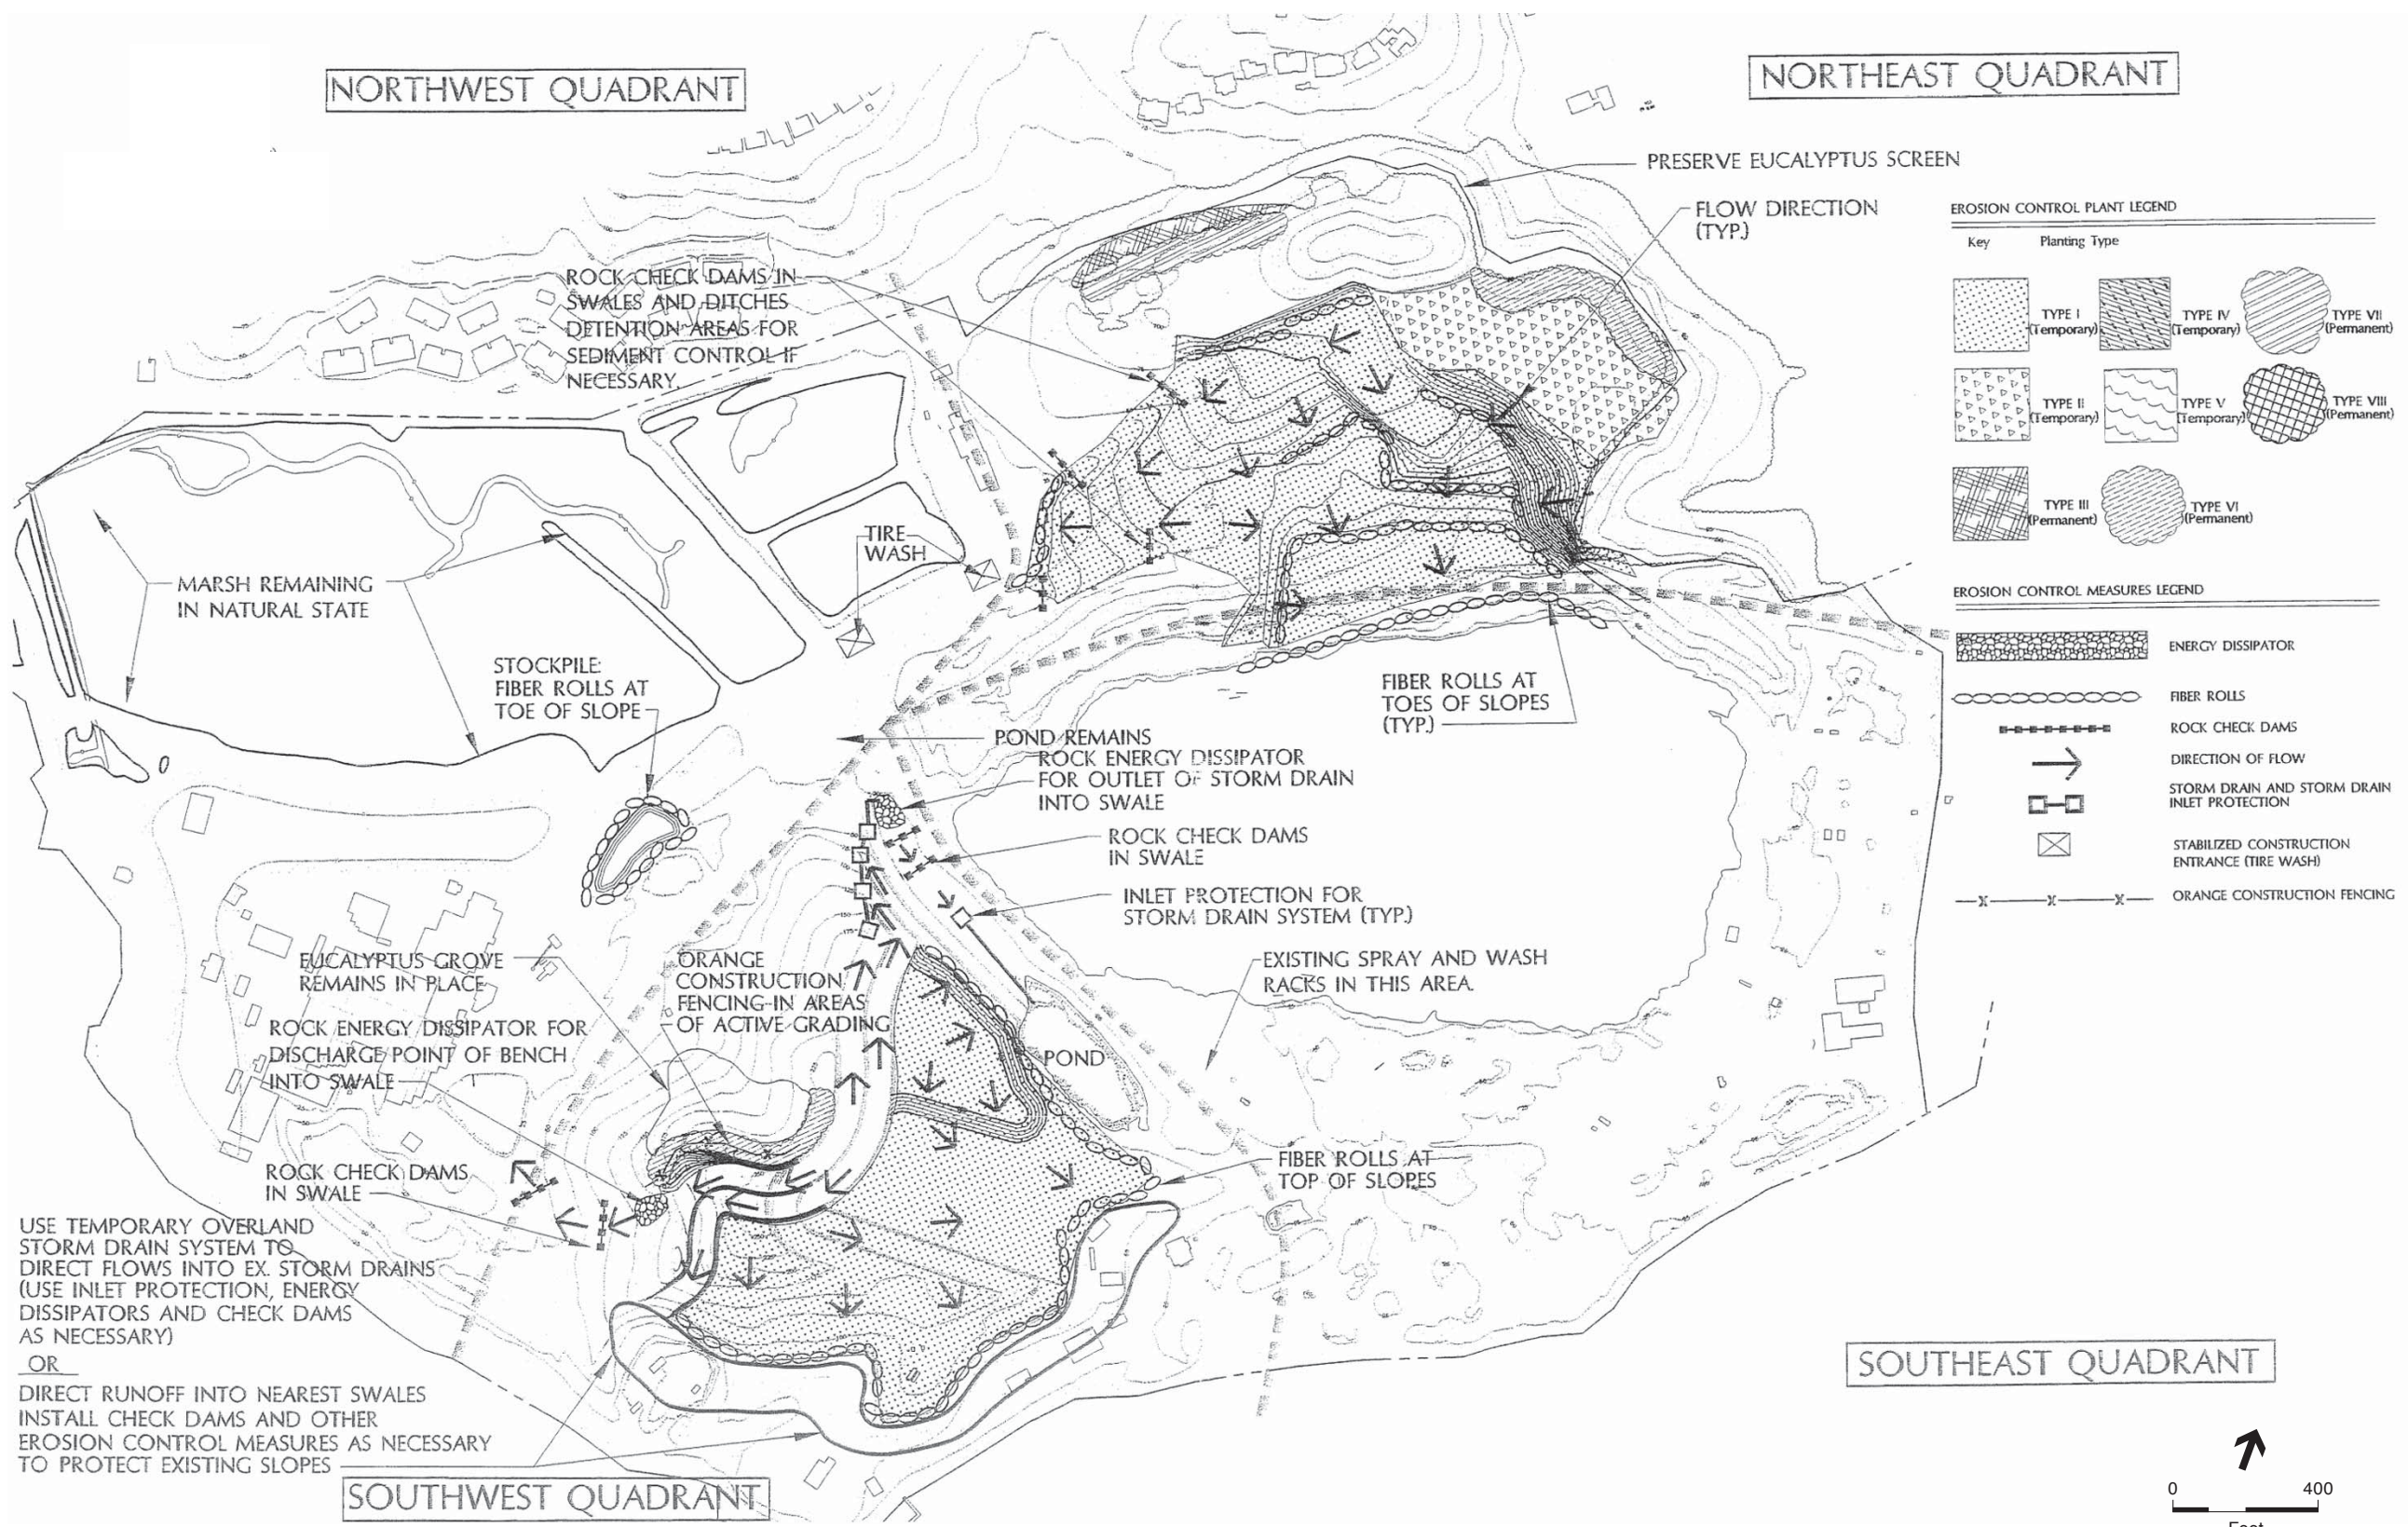 NORTHWEST QUADRANT
NORTHEAST QUADRANT
PRESERVE EUCALYPTUS SCREEN
FLOW DIRECTION
(TYP.)
ROCK CHECK DAMS IN
SWALES AND DITCHES
DETENTION AREAS FOR
SEDIMENT CONTROL IF
NECESSARY.
TIRE
WASH
MARSH REMAINING
IN NATURAL STATE
STOCKPILE:
FIBER ROLLS AT
TOE OF SLOPE
FIBER ROLLS AT
TOES OF SLOPES
(TYP.)
POND REMAINS
ROCK ENERGY DISSIPATOR
FOR OUTLET OF STORM DRAIN
INTO SWALE
ROCK CHECK DAMS
IN SWALE
INLET PROTECTION FOR
STORM DRAIN SYSTEM (TYP.)
EXISTING SPRAY AND WASH
RACKS IN THIS AREA.
POND
EUCALYPTUS GROVE
REMAINS IN PLACE
ORANGE
CONSTRUCTION
FENCING-IN AREAS
OF ACTIVE GRADING
ROCK ENERGY DISSIPATOR FOR
DISCHARGE POINT OF BENCH
INTO SWALE
ROCK CHECK DAMS
IN SWALE
FIBER ROLLS AT
TOP OF SLOPES
USE TEMPORARY OVERLAND
STORM DRAIN SYSTEM TO
DIRECT FLOWS INTO EX. STORM DRAINS
(USE INLET PROTECTION, ENERGY
DISSIPATORS AND CHECK DAMS
AS NECESSARY)
OR
DIRECT RUNOFF INTO NEAREST SWALES
INSTALL CHECK DAMS AND OTHER
EROSION CONTROL MEASURES AS NECESSARY
TO PROTECT EXISTING SLOPES
SOUTHWEST QUADRANT
SOUTHEAST QUADRANT
EROSION CONTROL PLANT LEGEND
Key Planting Type
TYPE I
(Temporary)
TYPE IV
(Temporary)
TYPE VII
(Permanent)
TYPE II
(Temporary)
TYPE V
(Temporary)
TYPE VIII
(Permanent)
TYPE III
(Permanent)
TYPE VI
(Permanent)
EROSION CONTROL MEASURES LEGEND
ENERGY DISSIPATOR
FIBER ROLLS
ROCK CHECK DAMS
DIRECTION OF FLOW
STORM DRAIN AND STORM DRAIN
INLET PROTECTION
STABILIZED CONSTRUCTION
ENTRANCE (TIRE WASH)
X X X ORANGE CONSTRUCTION FENCING
0 400